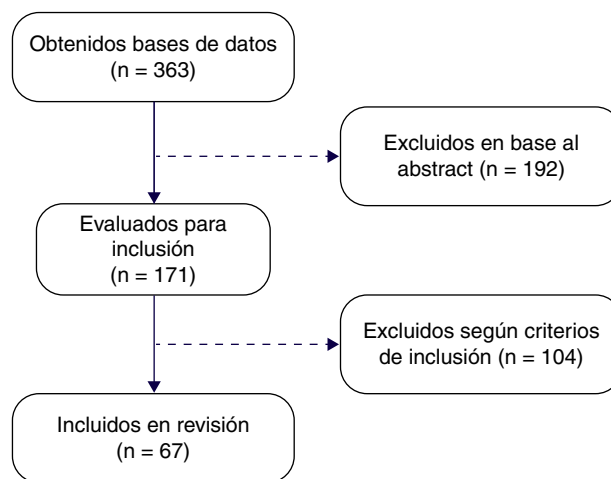 Obtenidos bases de datos
(n = 363)
Excluidos en base al
abstract (n = 192)
Evaluados para
inclusión
(n = 171)
Excluidos según criterios
de inclusión (n = 104)
Incluidos en revisión
(n = 67)